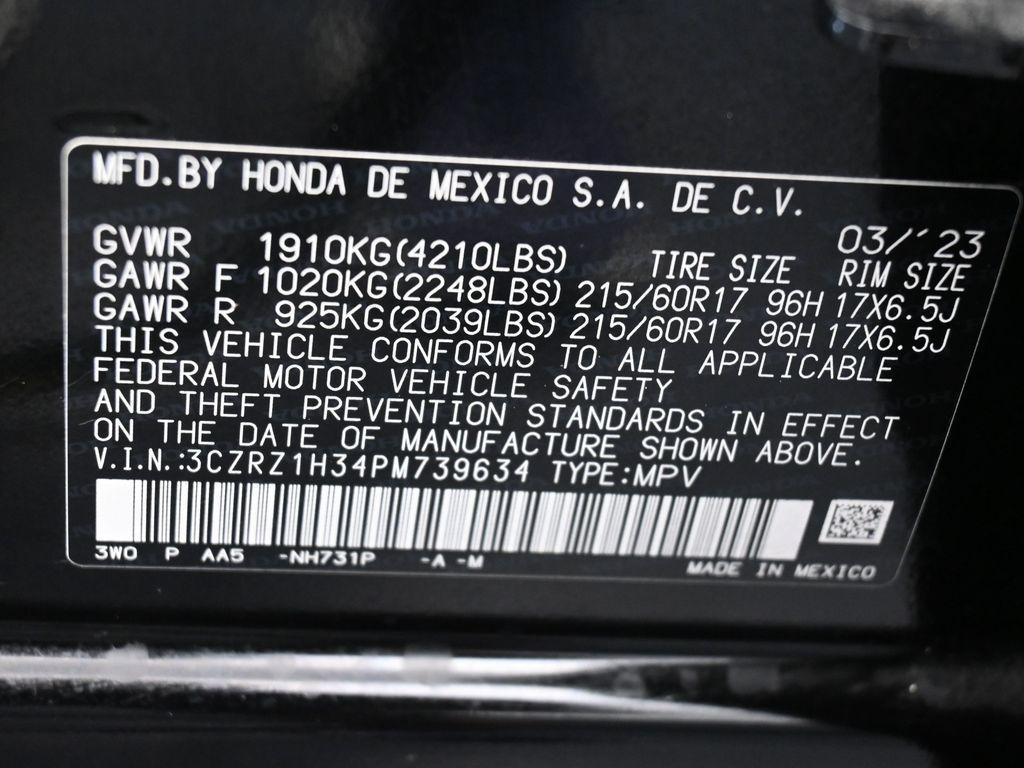 MFD.BY HONDA DE MEXICO S.A. DE C.V.
03/´23
GVWR 1910KG(4210LBS) TIRE SIZE RIM SIZE
GAWR F 1020KG(2248LBS) 215/60R17 96H 17X6.5J
GAWR R 925KG(2039LBS) 215/60R17 96H 17X6.5J
THIS VEHICLE CONFORMS TO ALL APPLICABLE
FEDERAL MOTOR VEHICLE SAFETY
AND THEFT PREVENTION STANDARDS IN EFFECT
ON THE DATE OF MANUFACTURE SHOWN ABOVE.
V.I.N.:3CZRZ1H34PM739634 TYPE:MPV
3W0 P AA5 -NH731P -A -M
MADE IN MEXICO